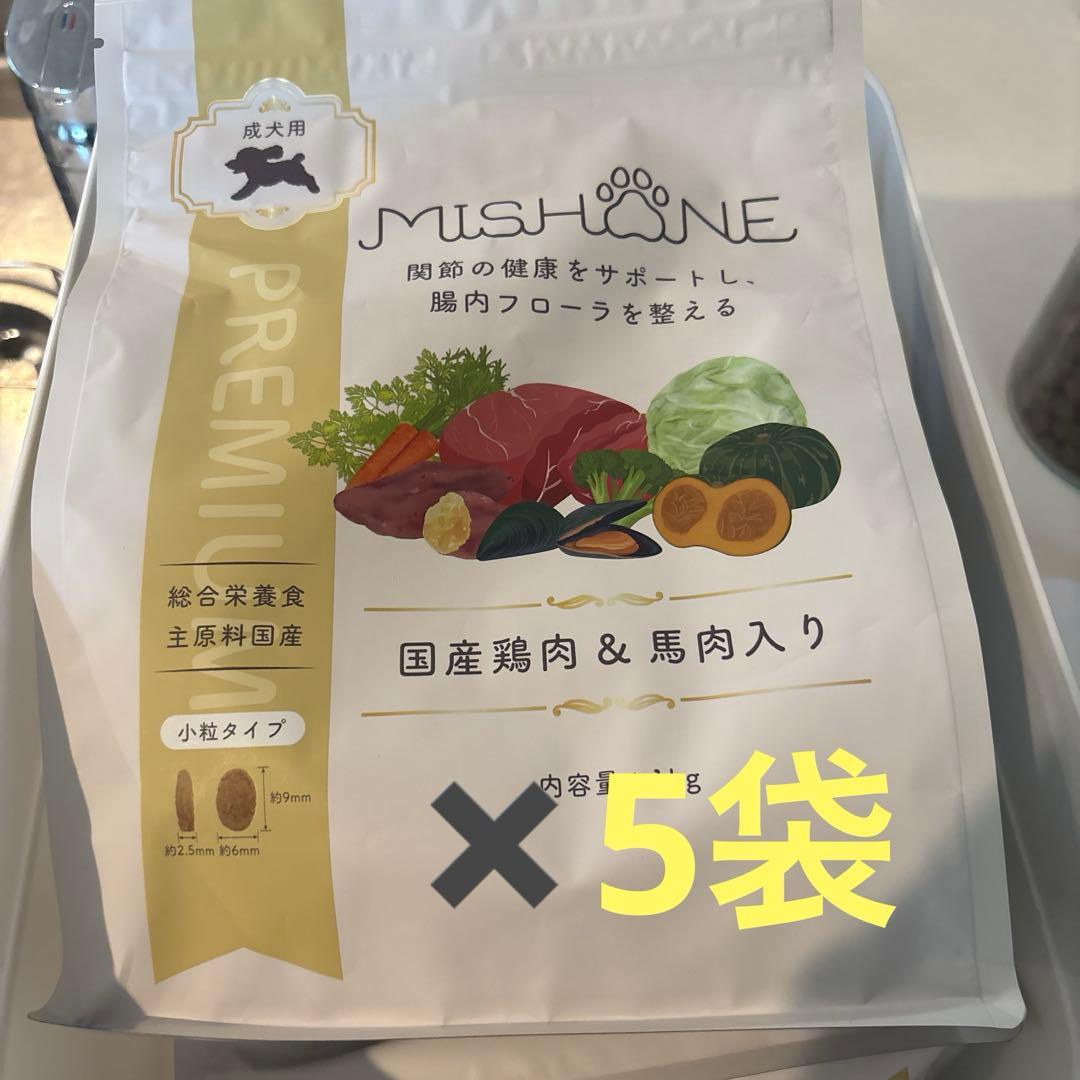 成犬用
MISHONE
関節の健康をサポートし、
腸内フローラを整える
PREMIUM
総合栄養食
主原料国産
国産鶏肉&馬肉入り
小粒タイプ
約9mm
約2.5mm 約6mm
内容量
✖5袋